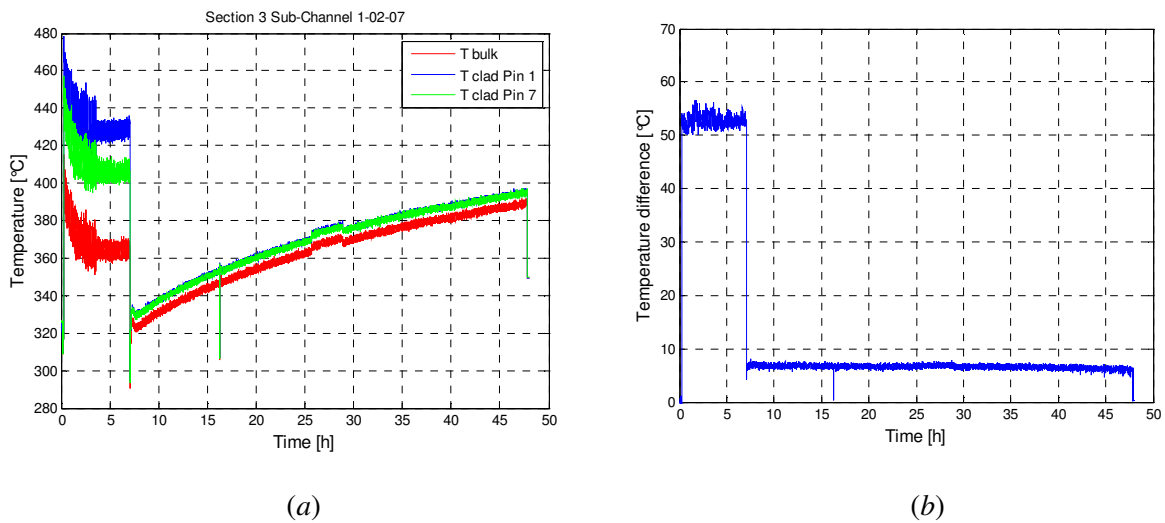 Section 3 Sub-Channel 1-02-07
480
460
440
420
400
380
360
340
320
300
280
Temperature [°C]
T bulk
T clad Pin 1
T clad Pin 7
0 5 10 15 20 25 30 35 40 45 50
Time [h]
(a)
70
60
50
40
30
20
10
0
Temperature difference [°C]
0 5 10 15 20 25 30 35 40 45 50
Time [h]
(b)